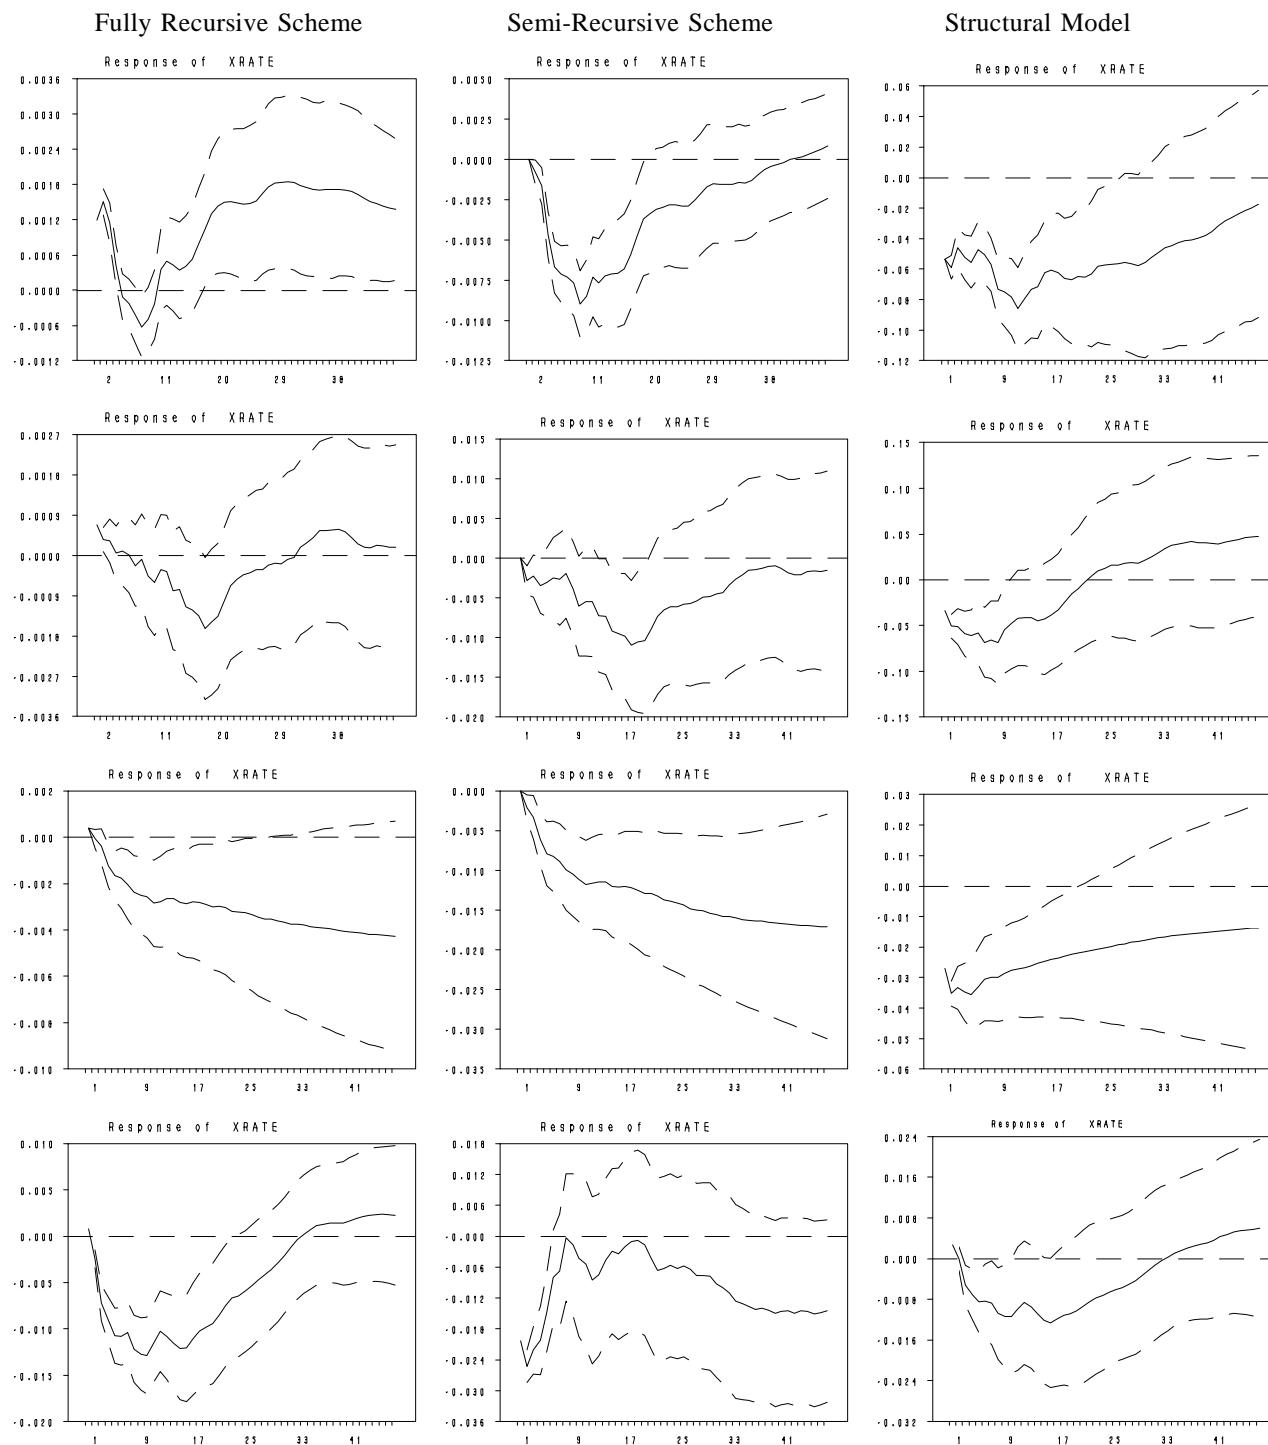 Fully Recursive Scheme Semi-Recursive Scheme Structural Model
Response of XRATE Response of XRATE Response of XRATE
0.0036 0.0050 0.06
0.0030 0.04
0.0024 0.0025 0.02
0.0018 0.0000 0.00
0.0012 -0.0025 -0.02
0.0006 -0.0050 -0.04
0.0000 -0.0075 -0.06
-0.0006 -0.0100 -0.08
-0.0012 -0.0125 -0.10
-0.12
2 11 20 29 38 2 11 20 29 38 1 9 17 25 33 41
Response of XRATE Response of XRATE Response of XRATE
0.0027 0.015 0.15
0.0018 0.010 0.10
0.0009 0.005 0.05
0.0000 0.000 0.00
-0.0009 -0.005 -0.05
-0.0018 -0.010 -0.10
-0.0027 -0.015 -0.15
-0.0036 -0.020
2 11 20 29 38 1 9 17 25 33 41 1 9 17 25 33 41
Response of XRATE Response of XRATE Response of XRATE
0.002 0.000 0.03
0.000 -0.005 0.02
-0.002 -0.010 0.01
-0.004 -0.015 0.00
-0.006 -0.020 -0.01
-0.008 -0.025 -0.02
-0.010 -0.030 -0.03
-0.035 -0.04
-0.05
-0.06
1 9 17 25 33 41 1 9 17 25 33 41 1 9 17 25 33 41
Response of XRATE Response of XRATE Response of XRATE
0.010 0.018 0.024
0.005 0.012 0.016
0.000 0.006 0.008
-0.005 -0.000 0.000
-0.010 -0.006 -0.008
-0.015 -0.012 -0.016
-0.020 -0.018 -0.024
-0.024 -0.032
-0.030
-0.036
1 9 17 25 33 41 1 9 17 25 33 41 1 9 17 25 33 41